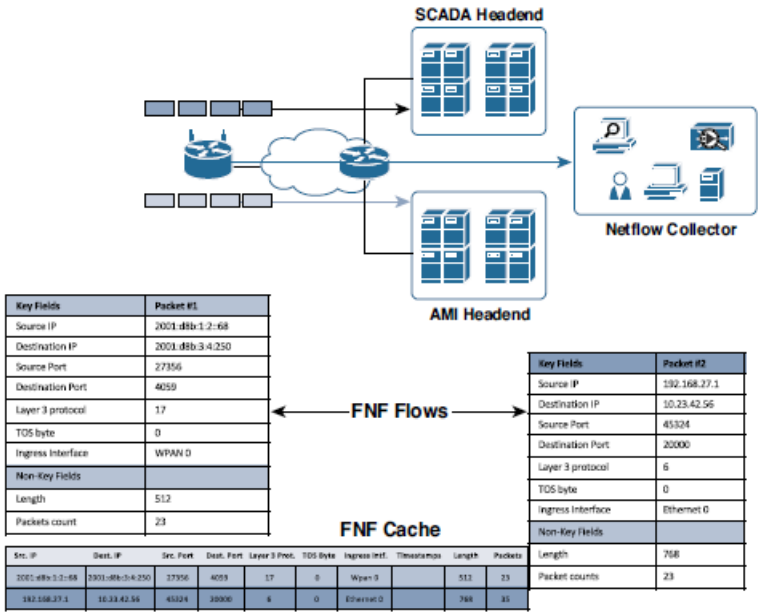 SCADA Headend
Netflow Collector
AMI Headend
Key Fields Packet #1
Source IP 2001:d8b:1:2::68
Destination IP 2001:d8b:3:4:250
Source Port 27356
Destination Port 4059
Layer 3 protocol 17
TOS byte 0
Ingress Interface WPAN 0
Non-Key Fields
Length 512
Packets count 23
FNF Flows
Key Fields Packet #2
Source IP 192.168.27.1
Destination IP 10.23.42.56
Source Port 45324
Destination Port 20000
Layer 3 protocol 6
TOS byte 0
Ingress Interface Ethernet 0
Non-Key Fields
Length 768
Packet counts 23
FNF Cache
Src. IP Dest. IP Src. Port Dest. Port Layer 3 Prot. TOS Byte Ingress Intf. Timestamps Length Packets
2001:d8b:1:2::68 2001:d8b:3:4:250 27356 4059 17 0 Wpan 0 512 23
192.168.27.1 10.23.42.56 45324 20000 6 0 Ethernet 0 768 35